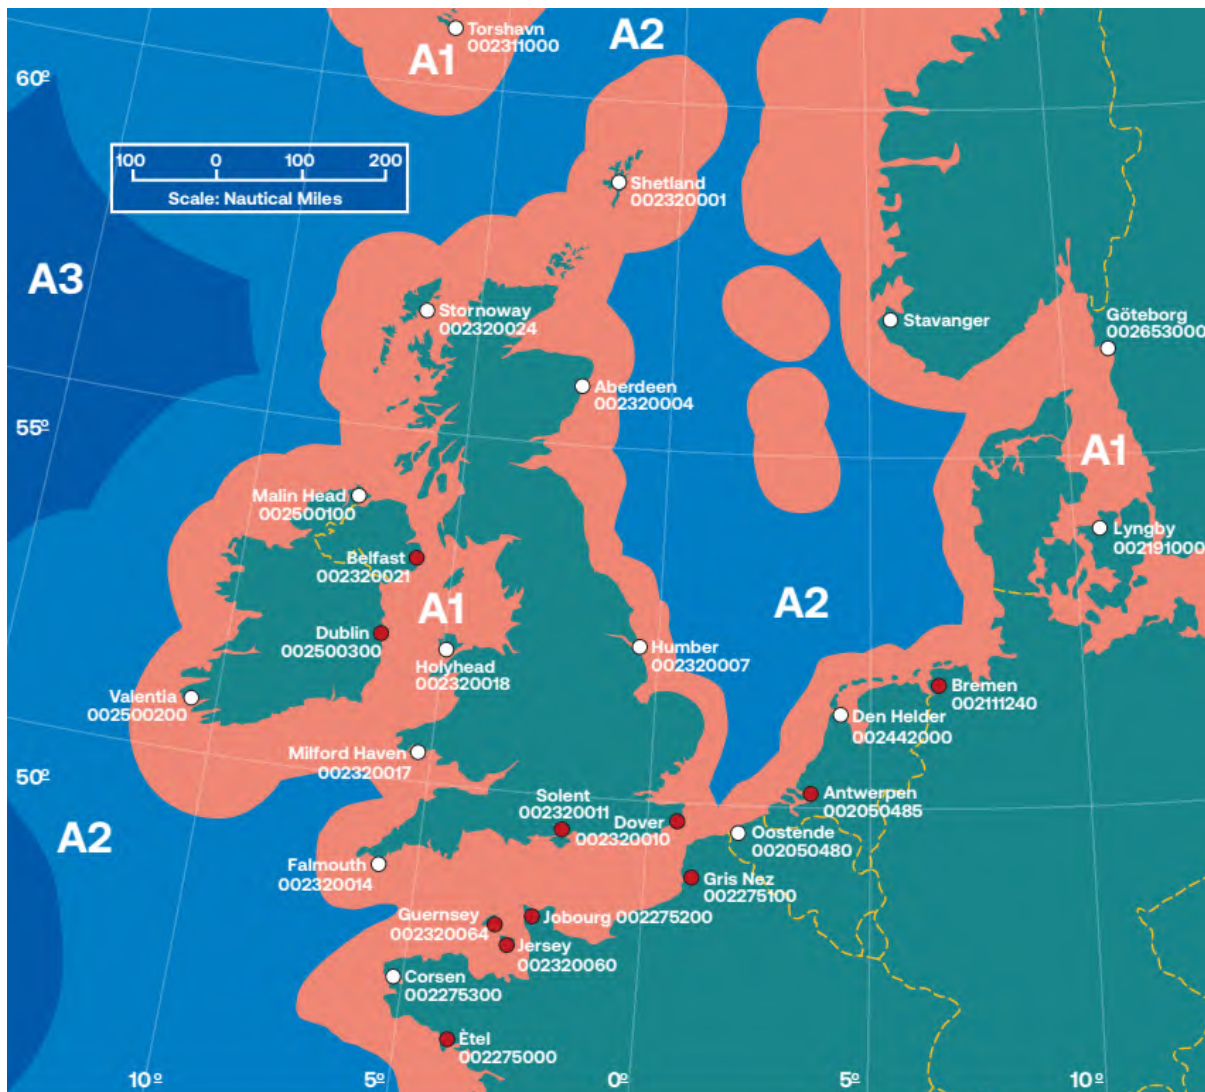 Torshavn
002311000
A1
A2
60º
100 0 100 200
Scale: Nautical Miles
Shetland
002320001
A3
Stornoway
002320024
Stavanger
Göteborg
002653000
Aberdeen
002320004
55º
A1
Malin Head
002500100
Lyngby
002191000
Belfast
002320021
A1
A2
Dublin
002500300
Holyhead
002320018
Humber
002320007
Valentia
002500200
Bremen
002111240
Den Helder
002442000
Milford Haven
002320017
50º
Solent
002320011
Dover
002320010
Antwerpen
002050485
Oostende
002050480
A2
Falmouth
002320014
Gris Nez
002275100
Guernsey
002320064
Jobourg 002275200
Jersey
002320060
Corsen
002275300
Ètel
002275000
10º 5º 0º 5º 10º